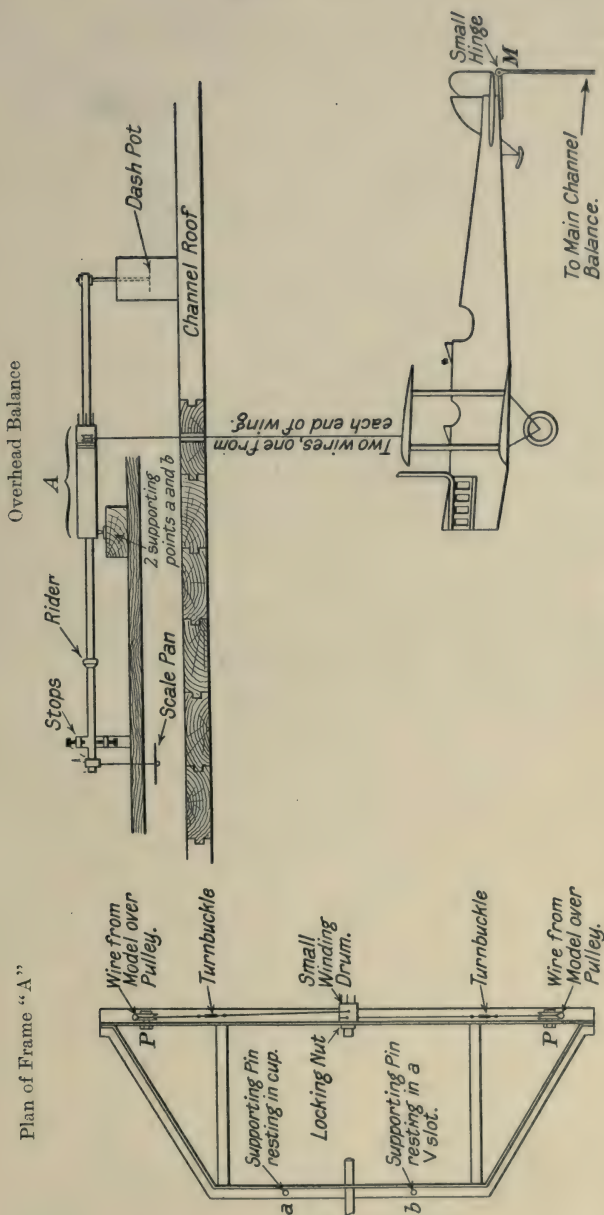 Overhead Balance
A
Stops
Rider
Dash Pot
2 supporting
points a and b
Scale Pan
Channel Roof
Two wires, one from
each end of wing.
Small
Hinge
M
To Main Channel
Balance.
Plan of Frame "A"
Wire from
Model over
Pulley.
P
Turnbuckle
Small
Winding
Drum.
Locking Nut
Supporting Pin
resting in cup.
a
Supporting Pin
resting in a
V slot.
b
Turnbuckle
P
Wire from
Model over
Pulley.